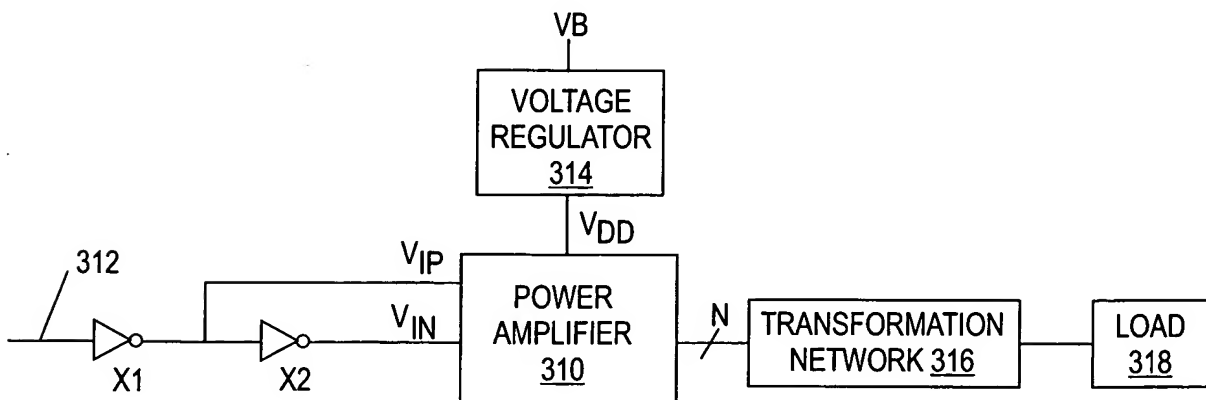 VB
VOLTAGE
REGULATOR
314
VDD
312
VIP
VIN
X1
X2
POWER
AMPLIFIER
310
N
TRANSFORMATION
NETWORK 316
LOAD
318